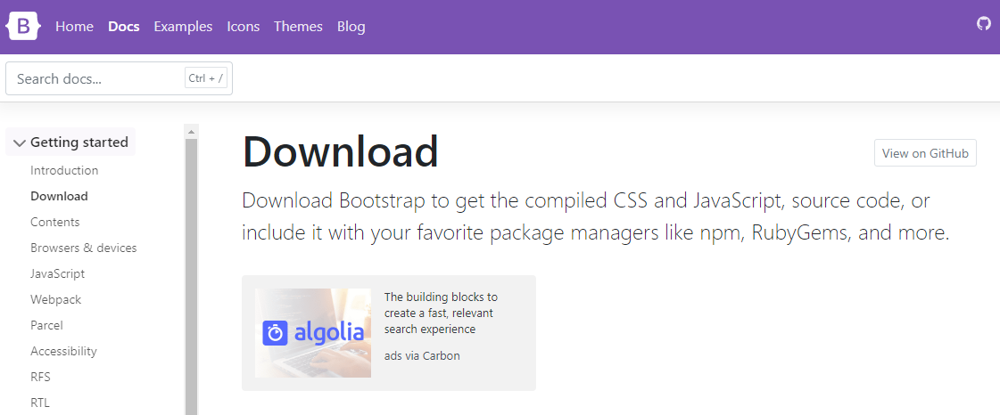 B
Home Docs Examples Icons Themes Blog
Search docs... Ctrl + /
Getting started
Introduction
Download
Contents
Browsers & devices
JavaScript
Webpack
Parcel
Accessibility
RFS
RTL
Download
View on GitHub
Download Bootstrap to get the compiled CSS and JavaScript, source code, or
include it with your favorite package managers like npm, RubyGems, and more.
algolia
The building blocks to
create a fast, relevant
search experience
ads via Carbon